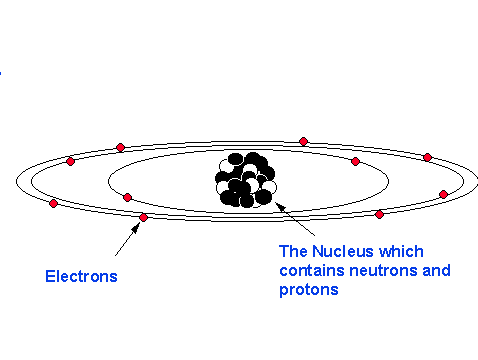 The Nucleus which
contains neutrons and
protons
Electrons